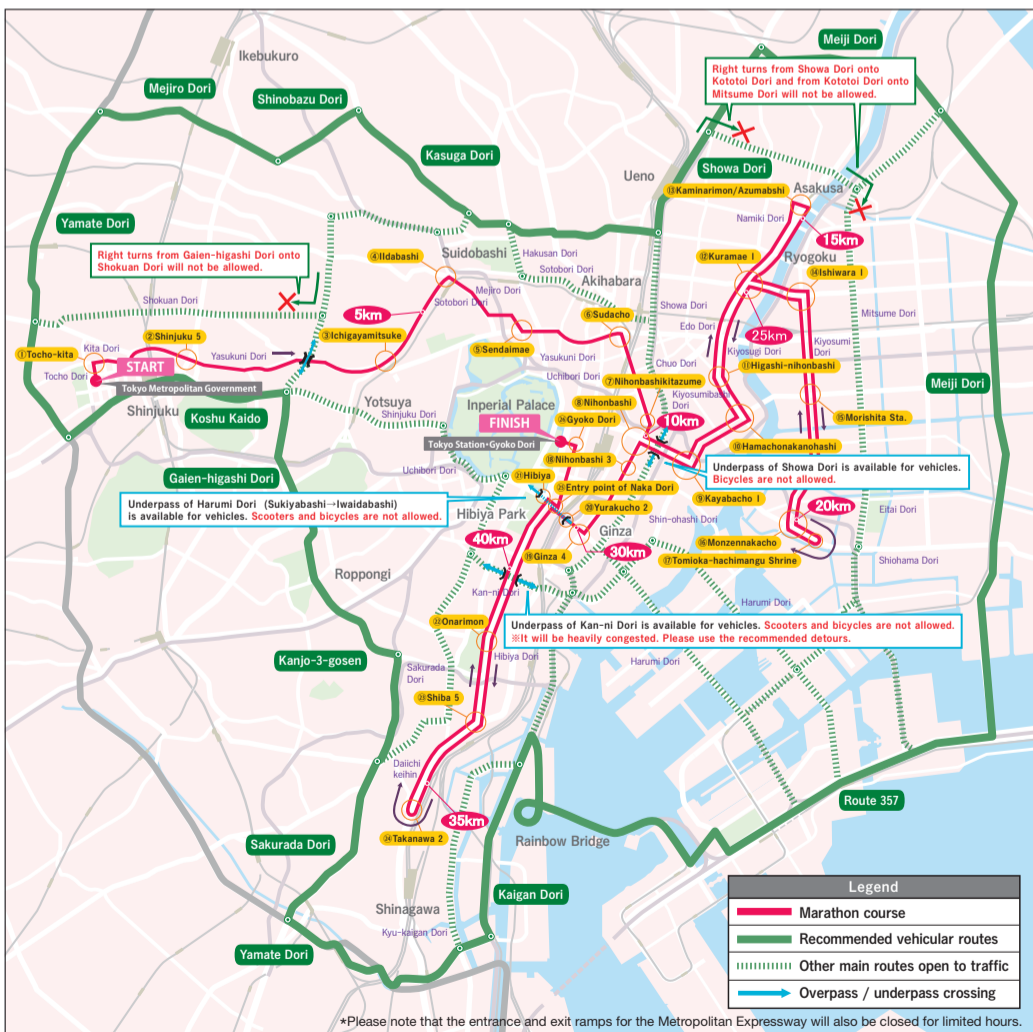 Ikebukuro
Meiji Dori
Mejiro Dori
Shinobazu Dori
Right turns from Showa Dori onto
Kototoi Dori and from Kototoi Dori onto
Mitsume Dori will not be allowed.
Kasuga Dori
Ueno
Showa Dori
Asakusa
⑬Kaminarimon/Azumabshi
Namiki Dori
15km
Yamate Dori
Right turns from Gaien-higashi Dori onto
Shokuan Dori will not be allowed.
④Iidabashi
Suidobashi
Hakusan Dori
Sotobori Dori
Mejiro Dori
Sotobori Dori
Akihabara
⑫Kuramae I
Ryogoku
⑭Ishiwara I
Shokuan Dori
5km
⑥Sudacho
Showa Dori
Edo Dori
25km
Mitsume Dori
①Tocho-kita
Kita Dori
②Shinjuku 5
Yasukuni Dori
③Ichigayamitsuke
⑤Sendaimae
Yasukuni Dori
Uchibori Dori
Chuo Dori
Kiyosugi Dori
Kiyosumi
Dori
⑪Higashi-nihonbashi
START
Tocho Dori
Tokyo Metropolitan Government
Shinjuku
Koshu Kaido
Yotsuya
Shinjuku Dori
⑦Nihonbashikitazume
Kiyosumibashi
Dori
Meiji Dori
⑧Nihonbashi
Inperial Palace
㉖Gyoko Dori
FINISH
Tokyo Station・Gyoko Dori
10km
⑮Morishita Sta.
⑩Hamachonakanohashi
⑱Nihonbashi 3
Underpass of Showa Dori is available for vehicles.
Bicycles are not allowed.
Gaien-higashi Dori
Uchibori Dori
㉑Hibiya
㉕Entry point of Naka Dori
⑨Kayabacho I
Underpass of Harumi Dori (Sukiyabashi→Iwaidabashi)
is available for vehicles. Scooters and bicycles are not allowed.
Hibiya Park
⑳Yurakucho 2
20km
Eitai Dori
Shin-ohashi Dori
Ginza
⑯Monzennakacho
40km
⑲Ginza 4
30km
⑰Tomioka-hachimangu Shrine
Shiohama Dori
Roppongi
Kan-ni Dori
Harumi Dori
Underpass of Kan-ni Dori is available for vehicles. Scooters and bicycles are not allowed.
※It will be heavily congested. Please use the recommended detours.
㉒Onarimon
Kanjo-3-gosen
Sakurada
Dori
Hibiya Dori
Harumi Dori
㉓Shiba 5
Daiichi
keihin
35km
㉔Takanawa 2
Route 357
Rainbow Bridge
Sakurada Dori
Kaigan Dori
Shinagawa
Kyu-kaigan Dori
Yamate Dori
Legend
Marathon course
Recommended vehicular routes
Other main routes open to traffic
Overpass / underpass crossing
*Please note that the entrance and exit ramps for the Metropolitan Expressway will also be closed for limited hours.